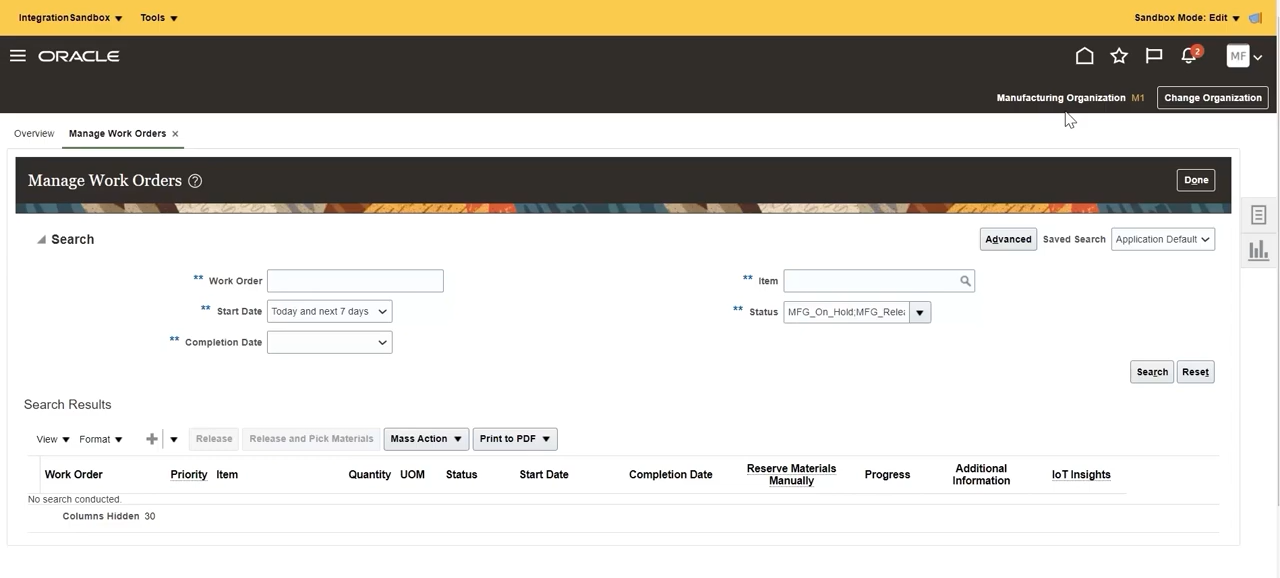 IntegrationSandbox Tools Sandbox Mode: Edit
ORACLE 2 MF
Manufacturing Organization M1 Change Organization
Overview Manage Work Orders ×
Manage Work Orders ? Done
Search Advanced Saved Search Application Default
** Work Order ** Item
** Start Date Today and next 7 days ** Status MFG_On_Hold;MFG_Relea
** Completion Date
Search Reset
Search Results
View Format Release Release and Pick Materials Mass Action Print to PDF
Work Order Priority Item Quantity UOM Status Start Date Completion Date Reserve Materials Manually Progress Additional Information IoT Insights
No search conducted.
Columns Hidden 30